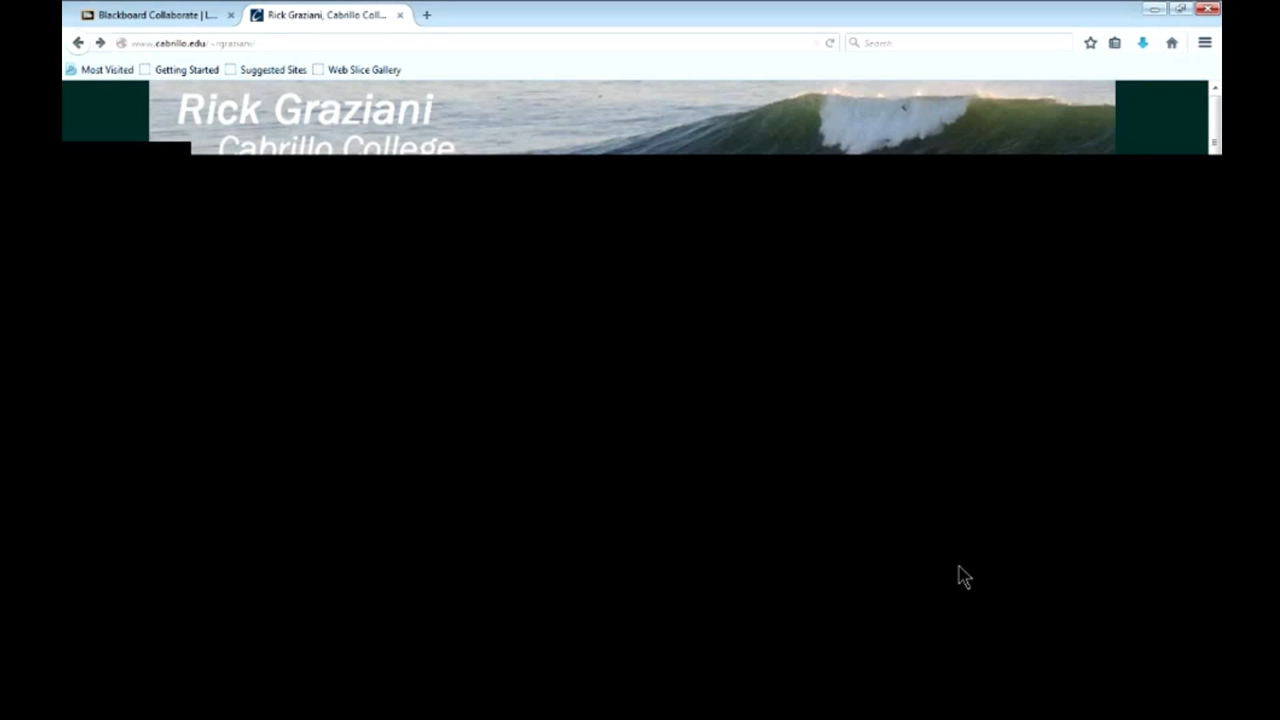 Blackboard Collaborate | L...
Rick Graziani, Cabrillo Coll...
www.cabrillo.edu/~rgraziani/
Search
Most Visited
Getting Started
Suggested Sites
Web Slice Gallery
Rick Graziani
Cabrillo College